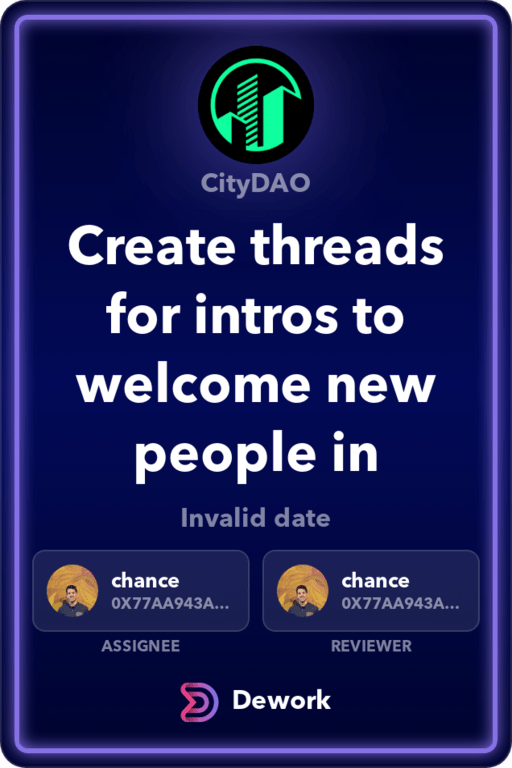 CityDAO
Create threads
for intros to
welcome new
people in
Invalid date
chance
0X77AA943A...
ASSIGNEE
chance
0X77AA943A...
REVIEWER
Dework